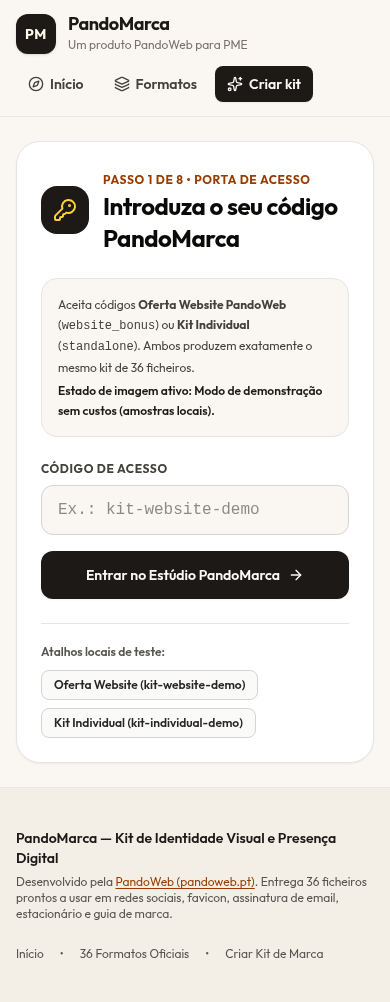 PM
PandoMarca
Um produto PandoWeb para PME
Início
Formatos
Criar kit
PASSO 1 DE 8 • PORTA DE ACESSO
Introduza o seu código
PandoMarca
Aceita códigos Oferta Website PandoWeb
(website_bonus) ou Kit Individual
(standalone). Ambos produzem exatamente o
mesmo kit de 36 ficheiros.
Estado de imagem ativo: Modo de demonstração
sem custos (amostras locais).
CÓDIGO DE ACESSO
Ex.: kit-website-demo
Entrar no Estúdio PandoMarca →
Atalhos locais de teste:
Oferta Website (kit-website-demo)
Kit Individual (kit-individual-demo)
PandoMarca — Kit de Identidade Visual e Presença
Digital
Desenvolvido pela PandoWeb (pandoweb.pt). Entrega 36 ficheiros
prontos a usar em redes sociais, favicon, assinatura de email,
estacionário e guia de marca.
Início • 36 Formatos Oficiais • Criar Kit de Marca